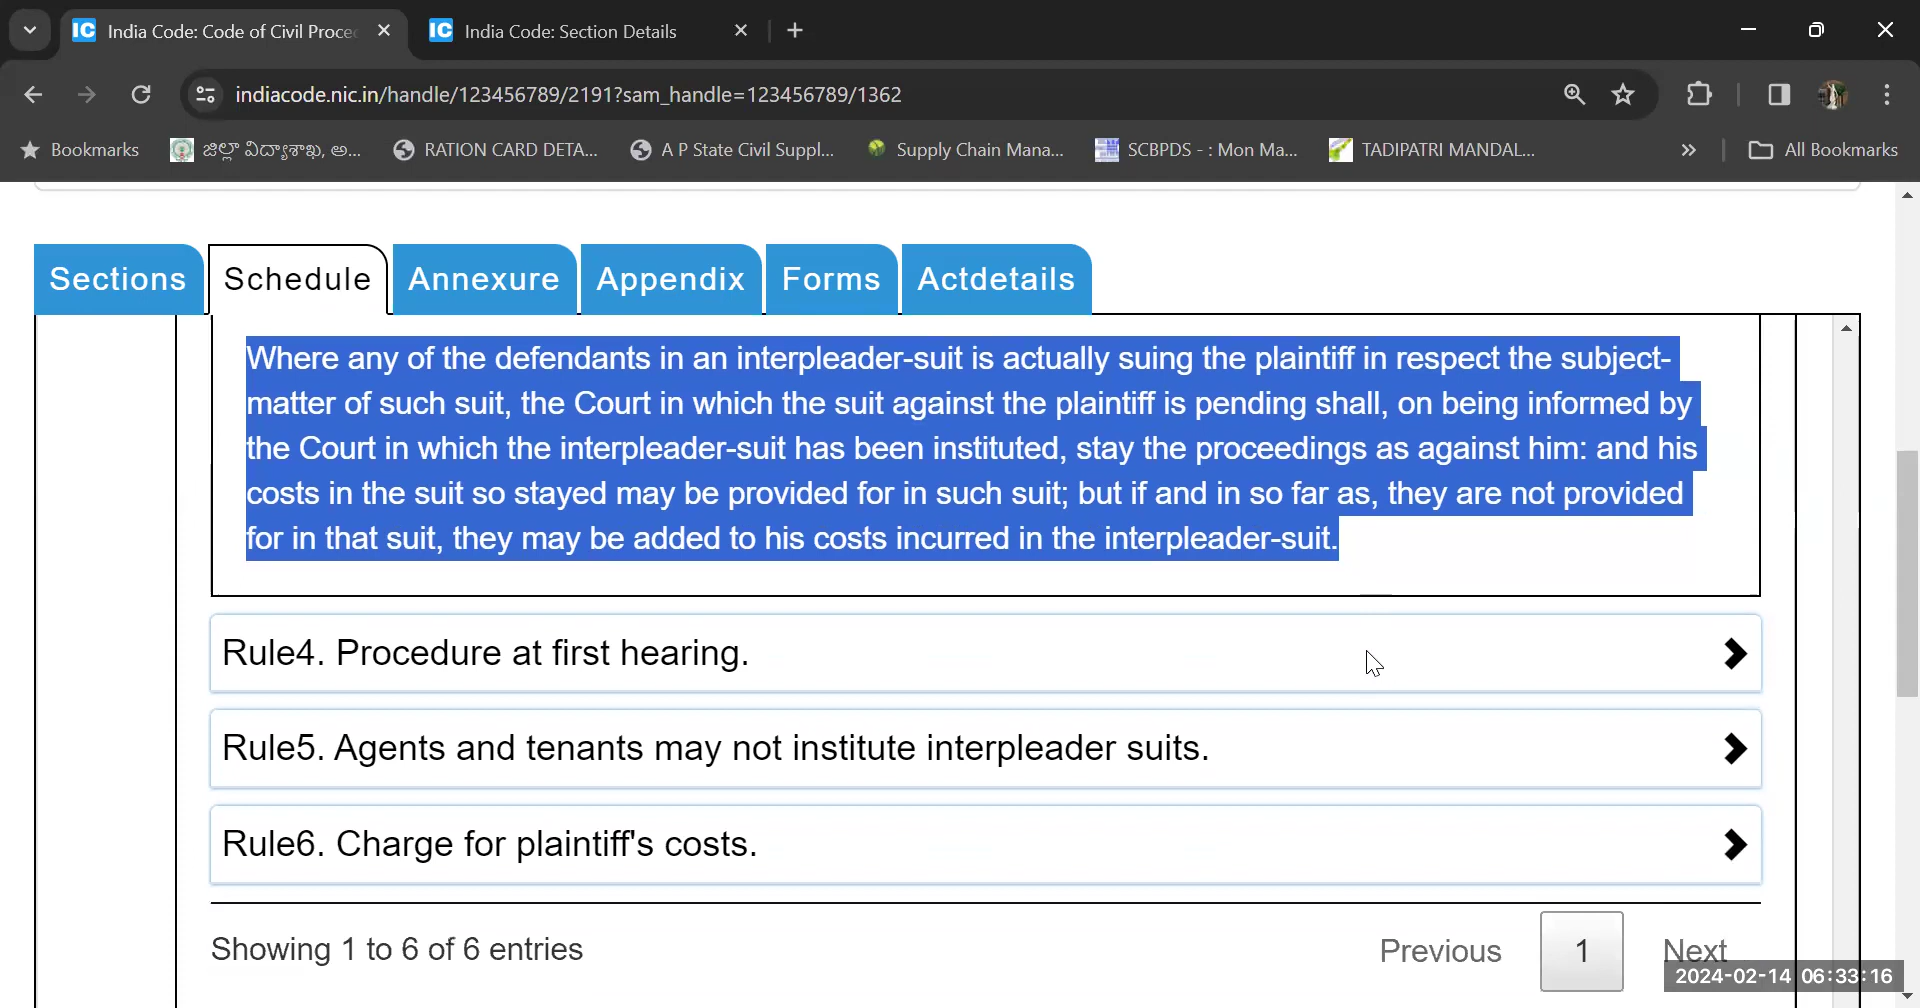 India Code: Code of Civil Proce
India Code: Section Details
indiacode.nic.in/handle/123456789/2191?sam_handle=123456789/1362
Bookmarks
జిల్లా విద్యాశాఖ, అ...
RATION CARD DETA...
A P State Civil Suppl...
Supply Chain Mana...
SCBPDS - : Mon Ma...
TADIPATRI MANDAL...
All Bookmarks
Sections
Schedule
Annexure
Appendix
Forms
Actdetails
Where any of the defendants in an interpleader-suit is actually suing the plaintiff in respect the subject-
matter of such suit, the Court in which the suit against the plaintiff is pending shall, on being informed by
the Court in which the interpleader-suit has been instituted, stay the proceedings as against him: and his
costs in the suit so stayed may be provided for in such suit; but if and in so far as, they are not provided
for in that suit, they may be added to his costs incurred in the interpleader-suit.
Rule4. Procedure at first hearing.
Rule5. Agents and tenants may not institute interpleader suits.
Rule6. Charge for plaintiff's costs.
Showing 1 to 6 of 6 entries
Previous
1
Next
2024-02-14 06:33:16